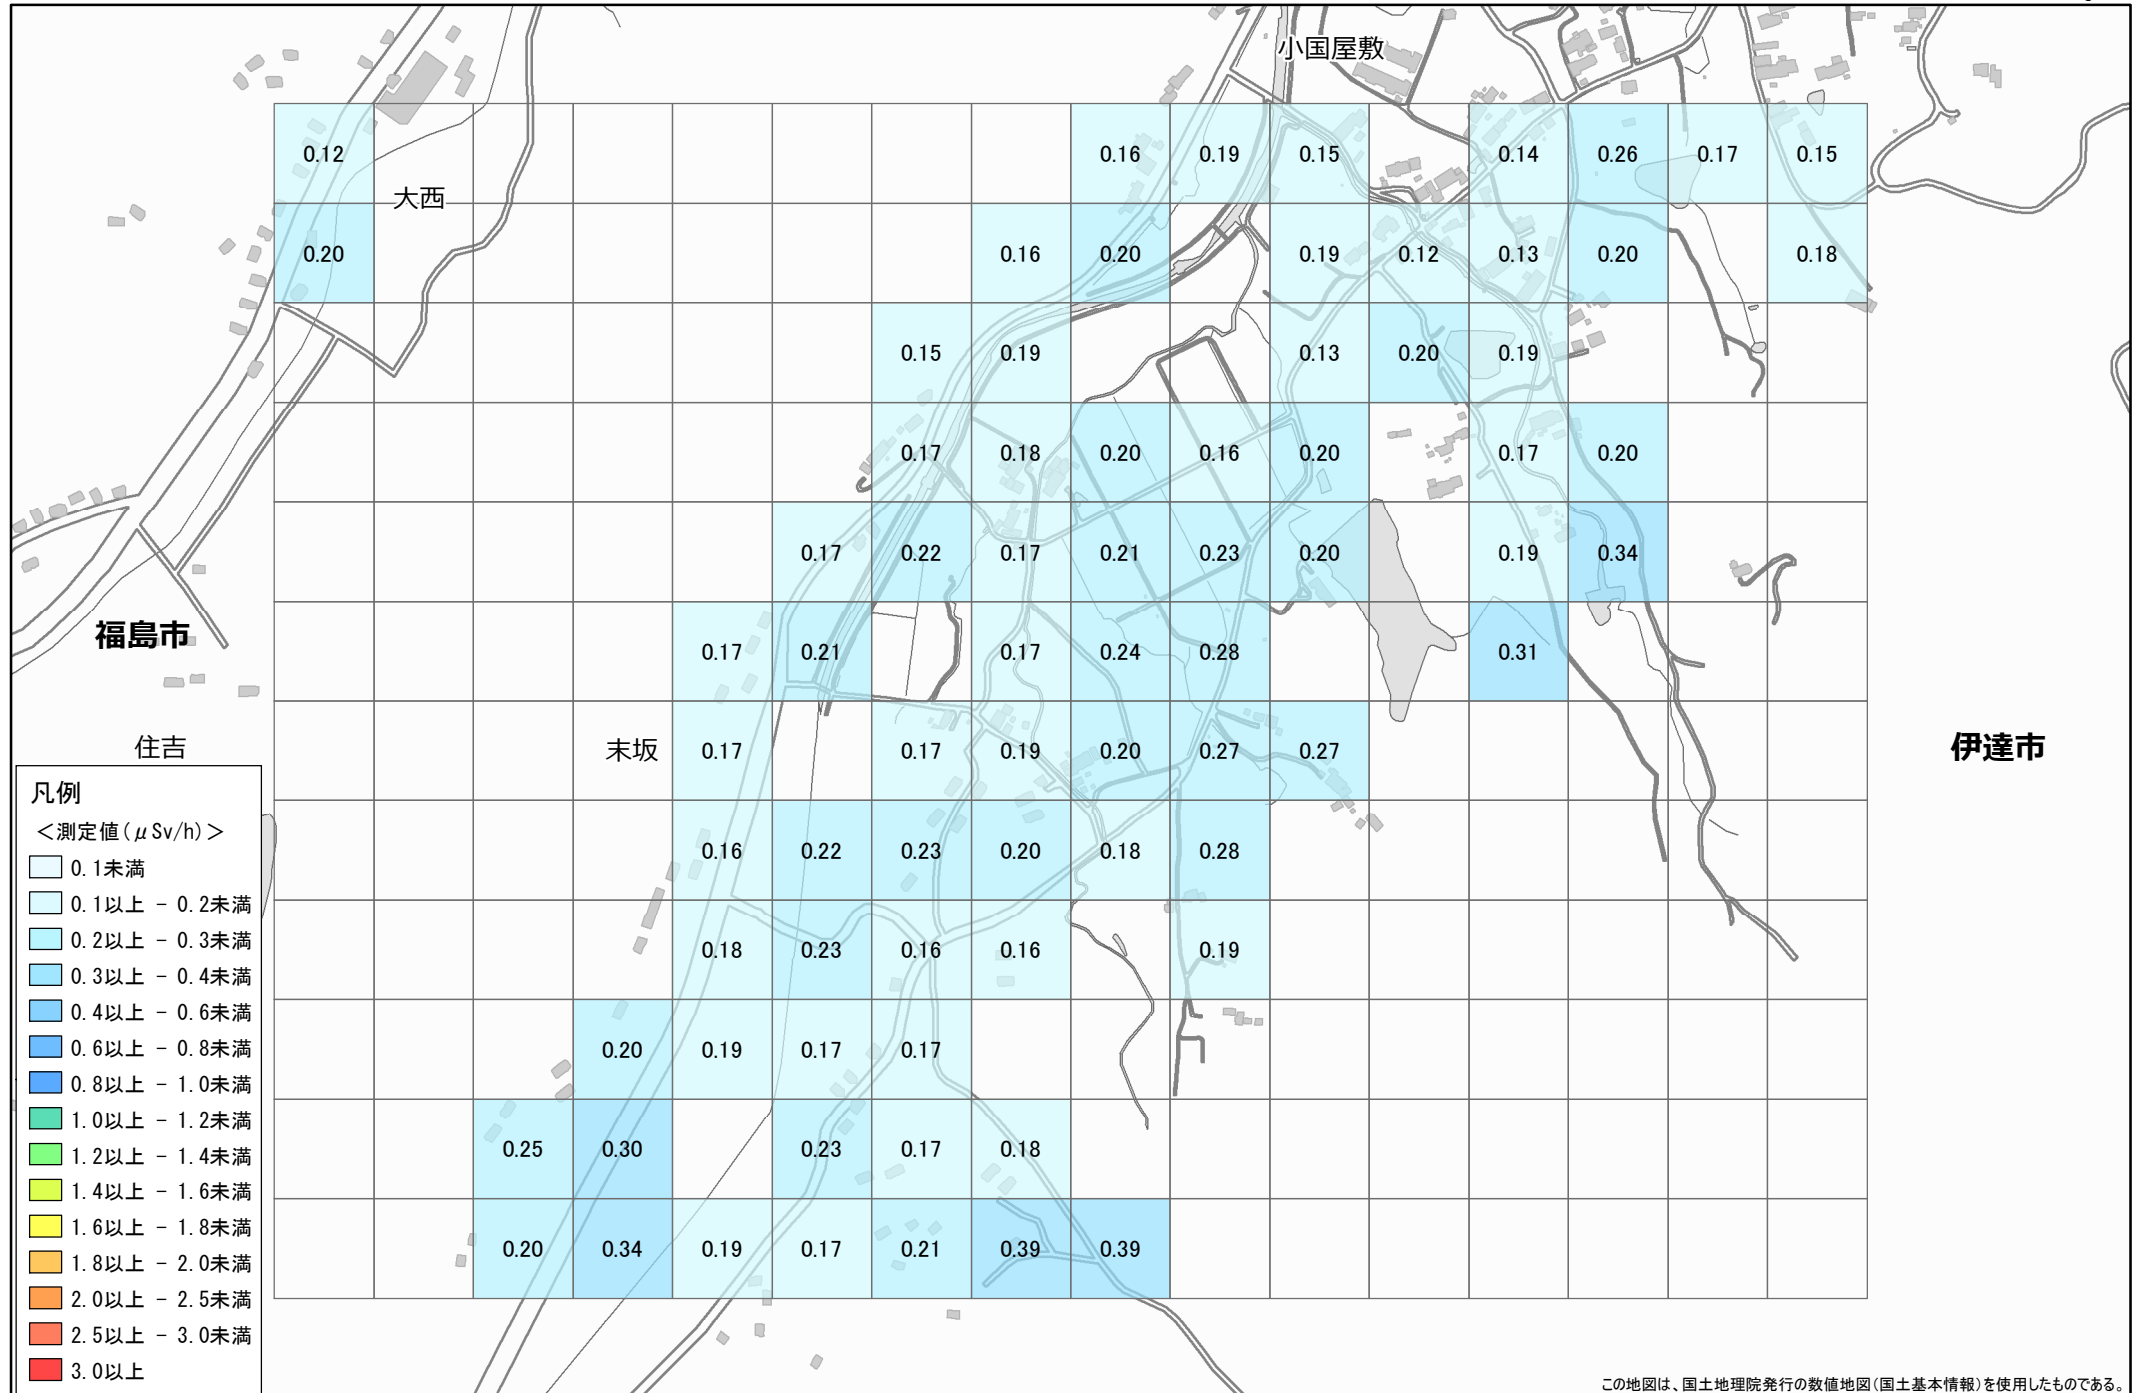 小国屋敷
0.12 0.16 0.19 0.15 0.14 0.26 0.17 0.15
大西
0.20 0.16 0.20 0.19 0.12 0.13 0.20 0.18
0.15 0.19 0.13 0.20 0.19
0.17 0.18 0.20 0.16 0.20 0.17 0.20
0.17 0.22 0.17 0.21 0.23 0.20 0.19 0.34
福島市
0.17 0.21 0.17 0.24 0.28 0.31
住吉
末坂
0.17 0.17 0.19 0.20 0.27 0.27
伊達市
0.16 0.22 0.23 0.20 0.18 0.28
0.18 0.23 0.16 0.16 0.19
0.20 0.19 0.17 0.17
0.25 0.30 0.23 0.17 0.18
0.20 0.34 0.19 0.17 0.21 0.39 0.39
凡例
＜測定値（μSv/h）＞
0.1未満
0.1以上 － 0.2未満
0.2以上 － 0.3未満
0.3以上 － 0.4未満
0.4以上 － 0.6未満
0.6以上 － 0.8未満
0.8以上 － 1.0未満
1.0以上 － 1.2未満
1.2以上 － 1.4未満
1.4以上 － 1.6未満
1.6以上 － 1.8未満
1.8以上 － 2.0未満
2.0以上 － 2.5未満
2.5以上 － 3.0未満
3.0以上
この地図は、国土地理院発行の数値地図（国土基本情報）を使用したものである。